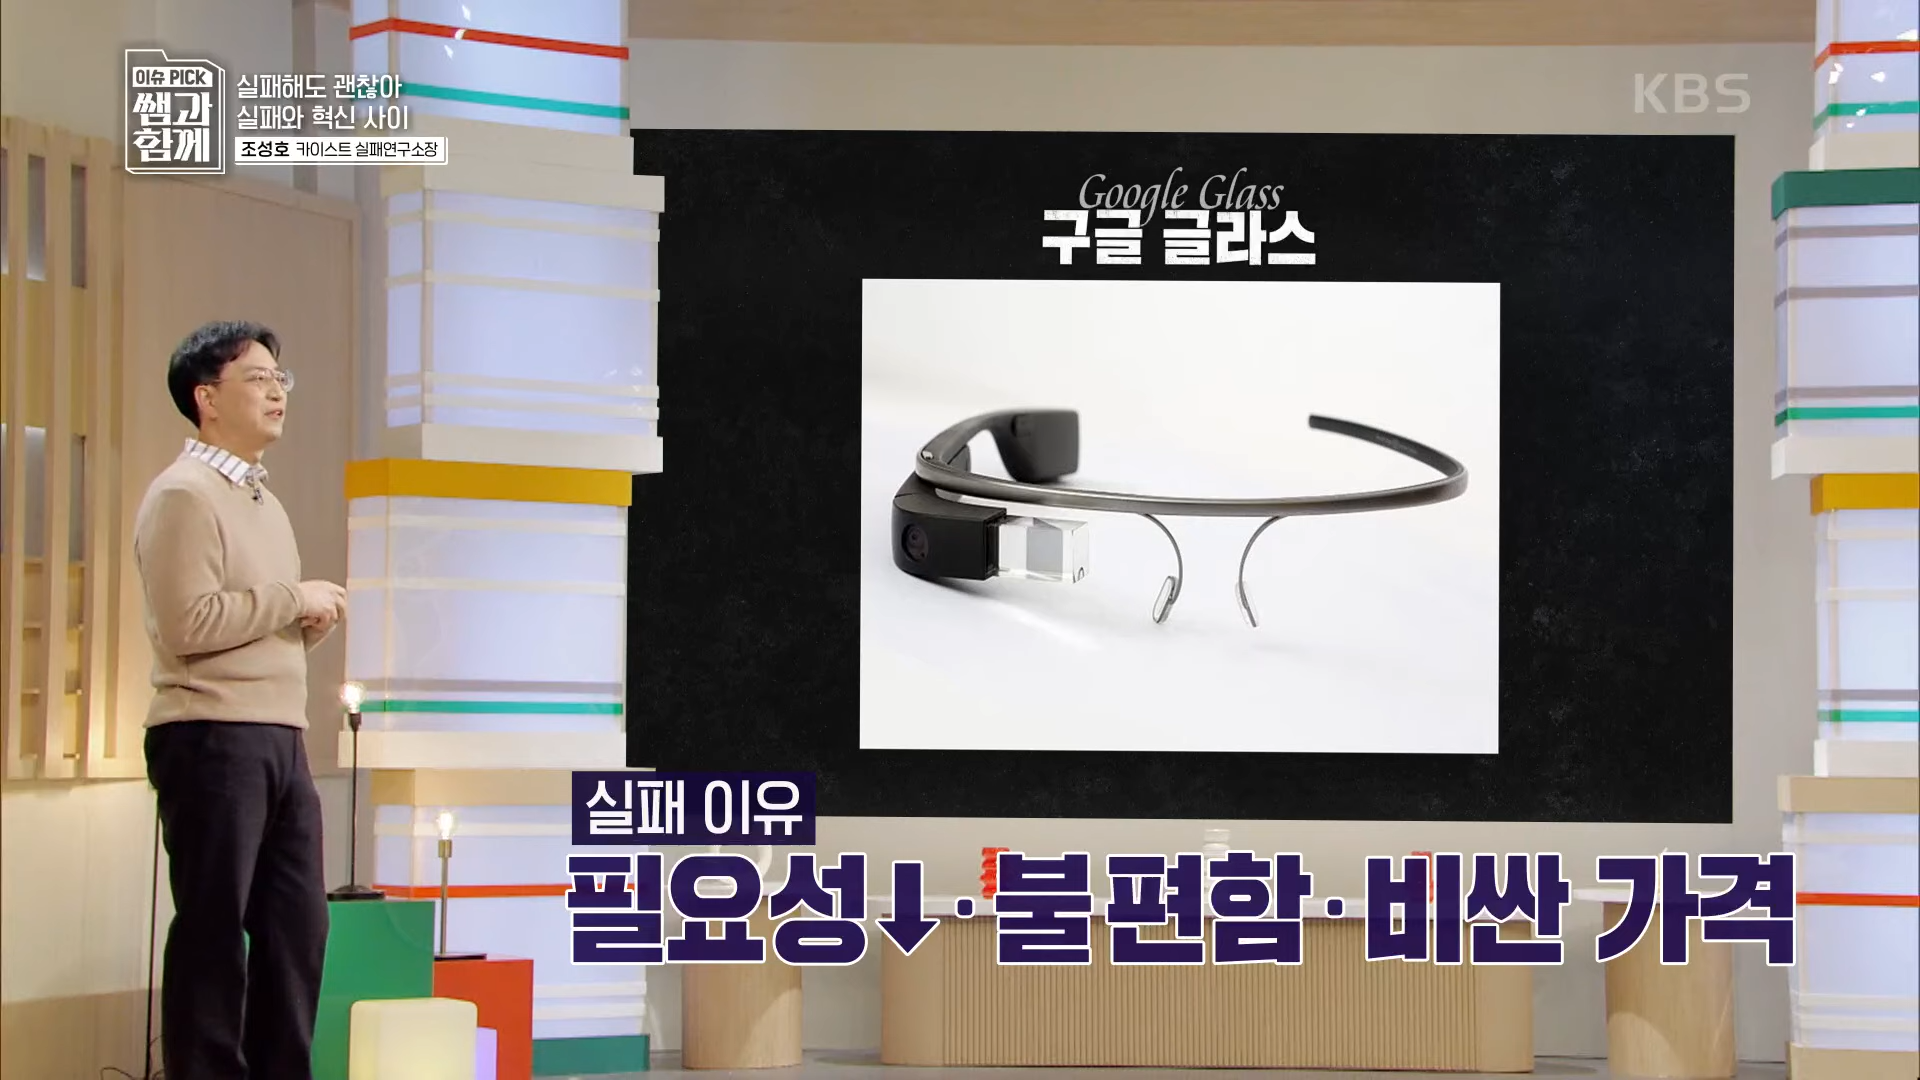 이슈 PICK
쌤과
함께
실패해도 괜찮아
실패와 혁신 사이
조성호 카이스트 실패연구소장
KBS
Google Glass
구글 글라스
실패 이유
필요성↓·불편함·비싼 가격